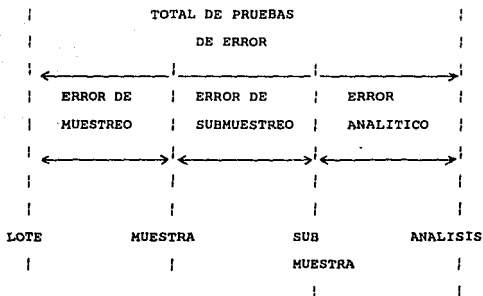 TOTAL DE PRUEBAS
DE ERROR
ERROR DE ERROR DE ERROR
MUESTREO SUBMUESTREO ANALITICO
LOTE MUESTRA SUB ANALISIS
MUESTRA